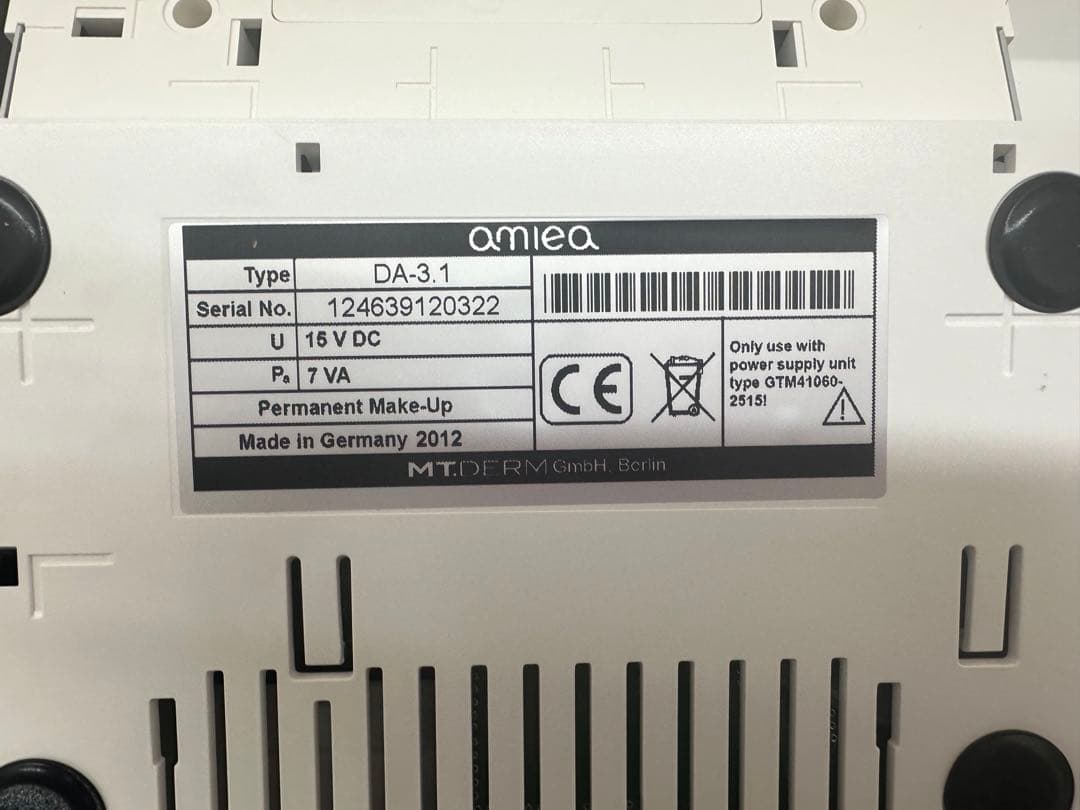 amiea
Type DA-3.1
Serial No. 124639120322
U 15 V DC
Pa 7 VA
Permanent Make-Up
Made in Germany 2012
CE
Only use with
power supply unit
type GTM41060-
2515!
MT.DERM GmbH, Berlin